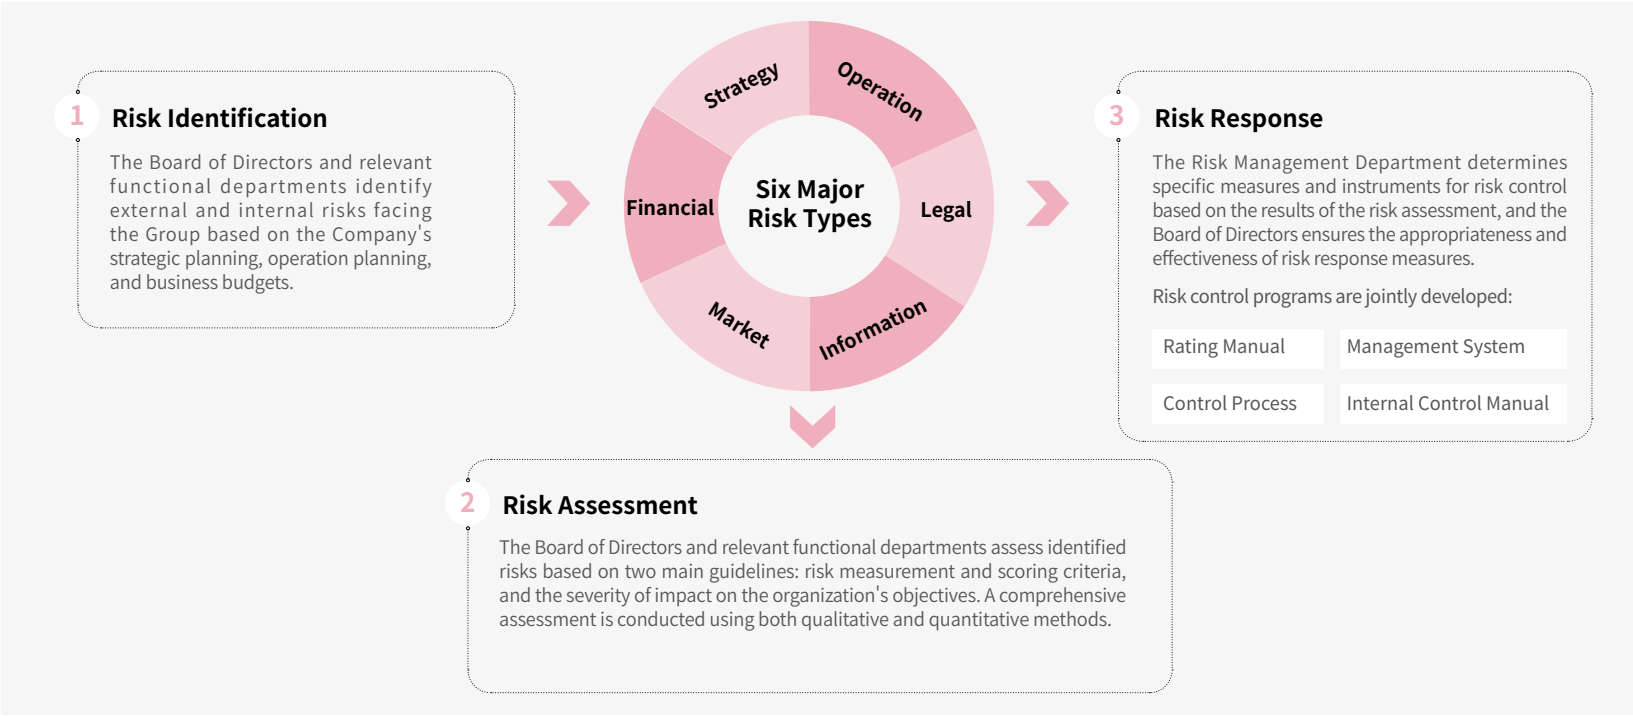 1
Risk Identification
The Board of Directors and relevant
functional departments identify
external and internal risks facing
the Group based on the Company's
strategic planning, operation planning,
and business budgets.
Six Major
Risk Types
Strategy
Operation
Legal
Information
Market
Financial
2
Risk Assessment
The Board of Directors and relevant functional departments assess identified
risks based on two main guidelines: risk measurement and scoring criteria,
and the severity of impact on the organization's objectives. A comprehensive
assessment is conducted using both qualitative and quantitative methods.
3
Risk Response
The Risk Management Department determines
specific measures and instruments for risk control
based on the results of the risk assessment, and the
Board of Directors ensures the appropriateness and
effectiveness of risk response measures.
Risk control programs are jointly developed:
Rating Manual
Management System
Control Process
Internal Control Manual